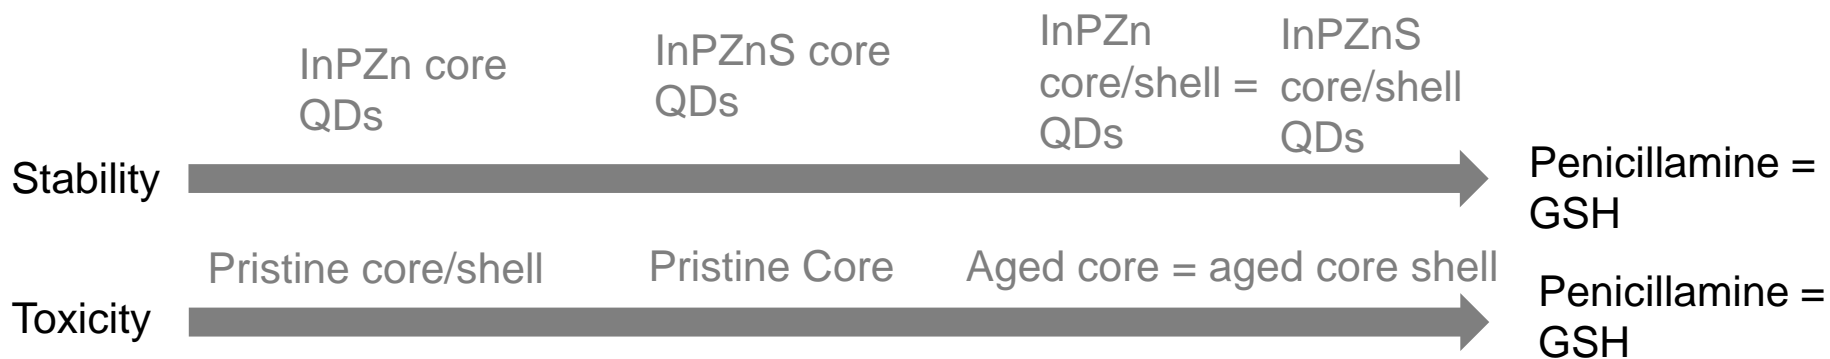 InPZn core
QDs
InPZnS core
QDs
InPZn
core/shell =
QDs
InPZnS
core/shell
QDs
Stability
Penicillamine =
GSH
Pristine core/shell
Pristine Core
Aged core = aged core shell
Toxicity
Penicillamine =
GSH